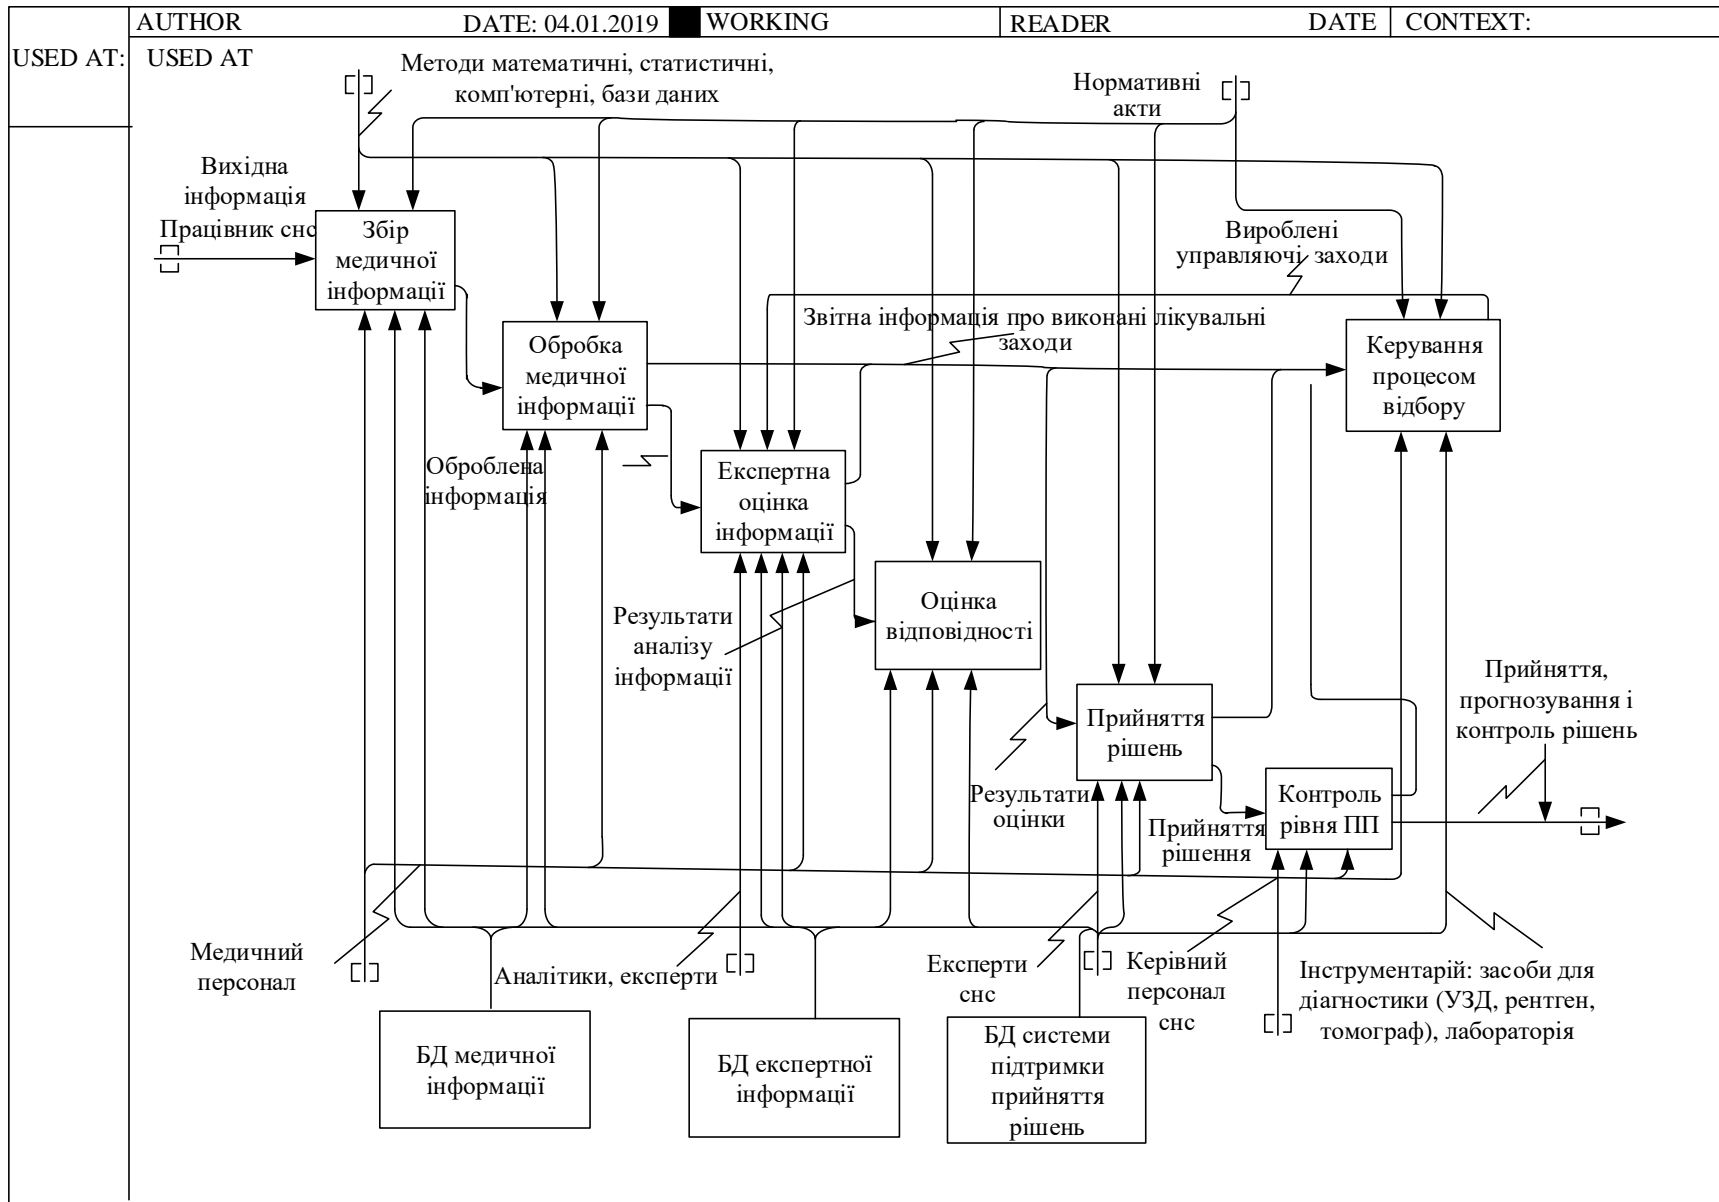 AUTHOR DATE: 04.01.2019 WORKING READER DATE CONTEXT:
USED AT: USED AT
Методи математичні, статистичні,
комп'ютерні, бази даних
Нормативні
акти
Вихідна
інформація
Працівник снс
Збір
медичної
інформації
Вироблені
управляючі заходи
Звітна інформація про виконані лікувальні
заходи
Обробка
медичної
інформації
Керування
процесом
відбору
Оброблена
інформація
Експертна
оцінка
інформації
Оцінка
відповідності
Результати
аналізу
інформації
Прийняття
рішень
Прийняття,
прогнозування і
контроль рішень
Результати
оцінки
Прийняття
рішення
Контроль
рівня ПП
Медичний
персонал
Аналітики, експерти
Експерти
снс
Керівний
персонал
снс
Інструментарій: засоби для
діагностики (УЗД, рентген,
томограф), лабораторія
БД медичної
інформації
БД експертної
інформації
БД системи
підтримки
прийняття
рішень